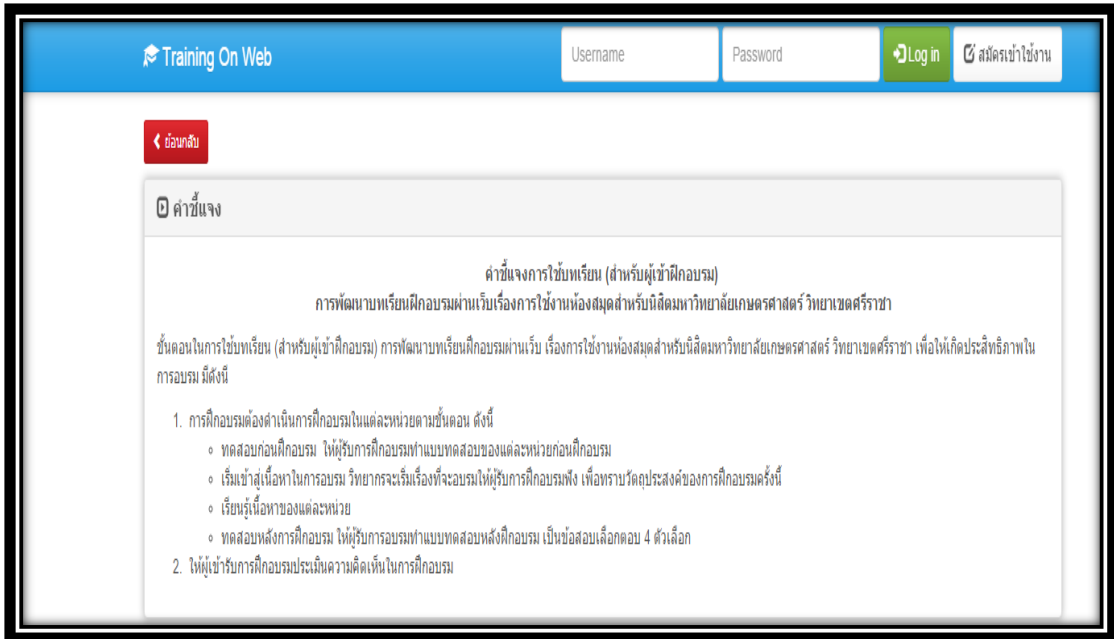 Training On Web
Username
Password
Log in
สมัครเข้าใช้งาน
ย้อนกลับ
คำชี้แจง
คำชี้แจงการใช้บทเรียน (สำหรับผู้เข้าฝึกอบรม)
การพัฒนาบทเรียนฝึกอบรมผ่านเว็บเรื่องการใช้งานห้องสมุดสำหรับนิสิตมหาวิทยาลัยเกษตรศาสตร์ วิทยาเขตศรีราชา
ขั้นตอนในการใช้บทเรียน (สำหรับผู้เข้าฝึกอบรม) การพัฒนาบทเรียนฝึกอบรมผ่านเว็บ เรื่องการใช้งานห้องสมุดสำหรับนิสิตมหาวิทยาลัยเกษตรศาสตร์ วิทยาเขตศรีราชา เพื่อให้เกิดประสิทธิภาพใน
การอบรม มีดังนี้
1. การฝึกอบรมต้องดำเนินการฝึกอบรมในแต่ละหน่วยตามขั้นตอน ดังนี้
ทดสอบก่อนฝึกอบรม ให้ผู้รับการฝึกอบรมทำแบบทดสอบของแต่ละหน่วยก่อนฝึกอบรม
เริ่มเข้าสู่เนื้อหาในการอบรม วิทยากรจะเริ่มเรื่องที่จะอบรมให้ผู้รับการฝึกอบรมฟัง เพื่อทราบวัตถุประสงค์ของการฝึกอบรมครั้งนี้
เรียนรู้เนื้อหาของแต่ละหน่วย
ทดสอบหลังการฝึกอบรม ให้ผู้รับการอบรมทำแบบทดสอบหลังฝึกอบรม เป็นข้อสอบเลือกตอบ 4 ตัวเลือก
2. ให้ผู้เข้ารับการฝึกอบรมประเมินความคิดเห็นในการฝึกอบรม